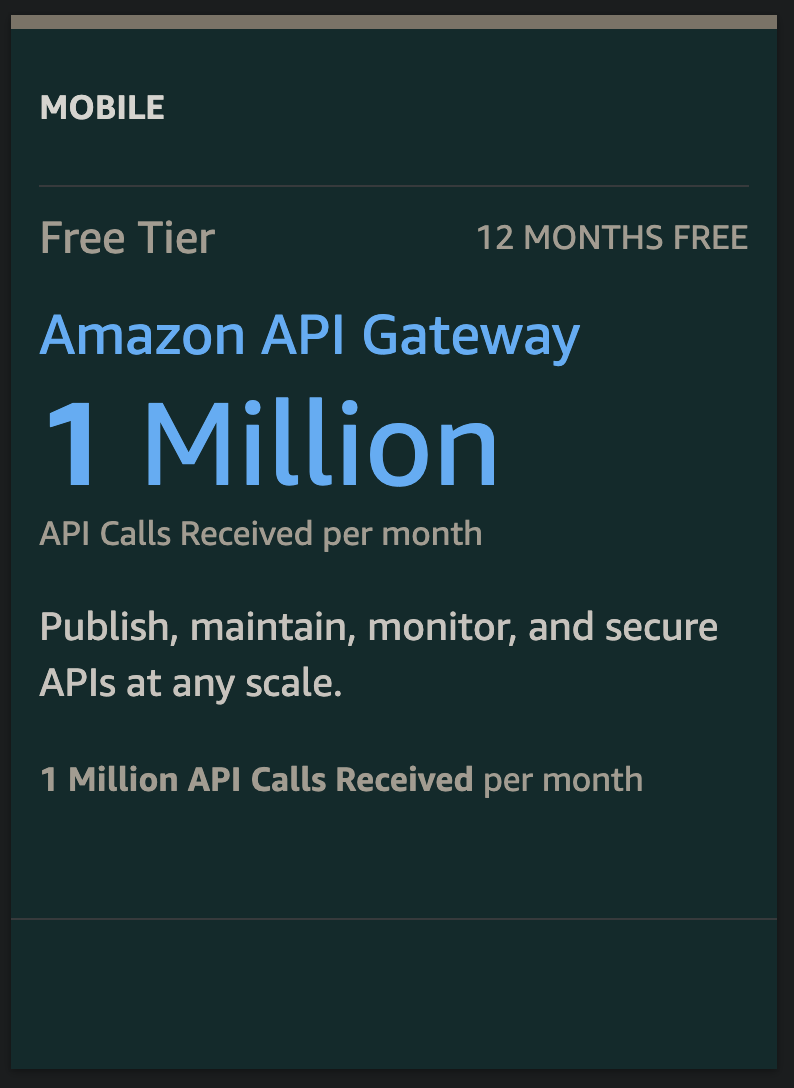 MOBILE
Free Tier
12 MONTHS FREE
Amazon API Gateway
1 Million
API Calls Received per month
Publish, maintain, monitor, and secure
APIs at any scale.
1 Million API Calls Received per month